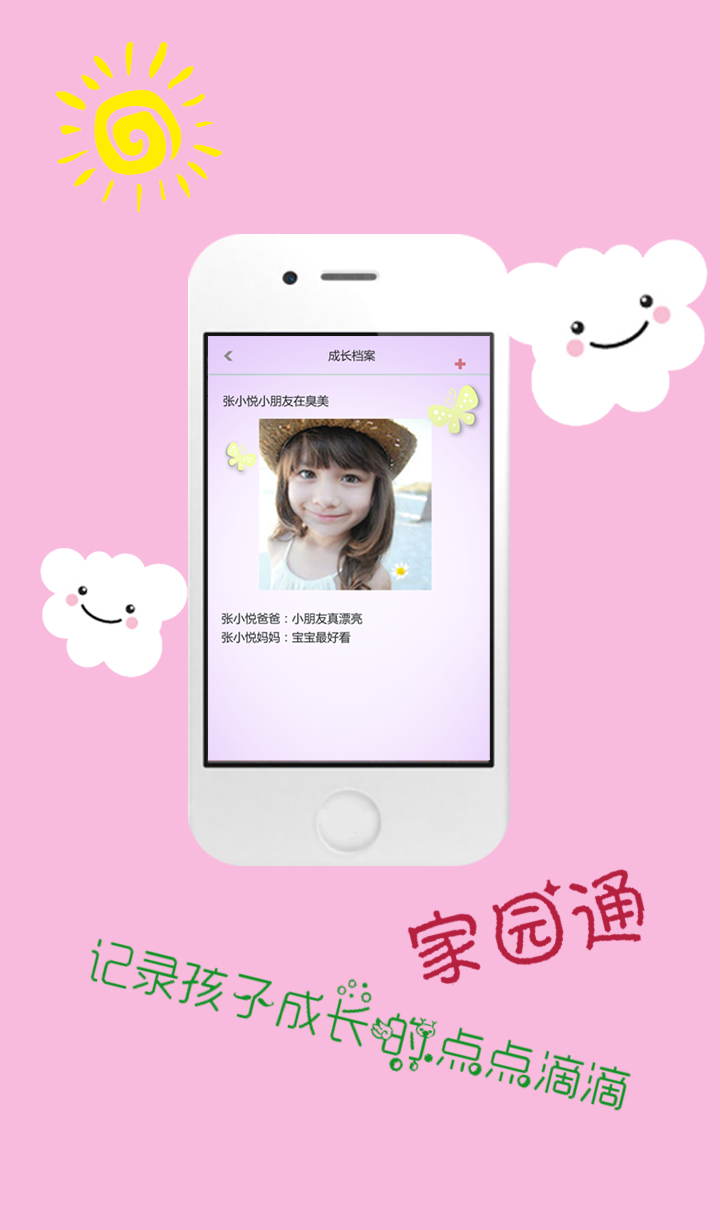 成长档案
张小悦小朋友在臭美
张小悦爸爸：小朋友真漂亮
张小悦妈妈：宝宝最好看
家园通
记录孩子成长的点点滴滴